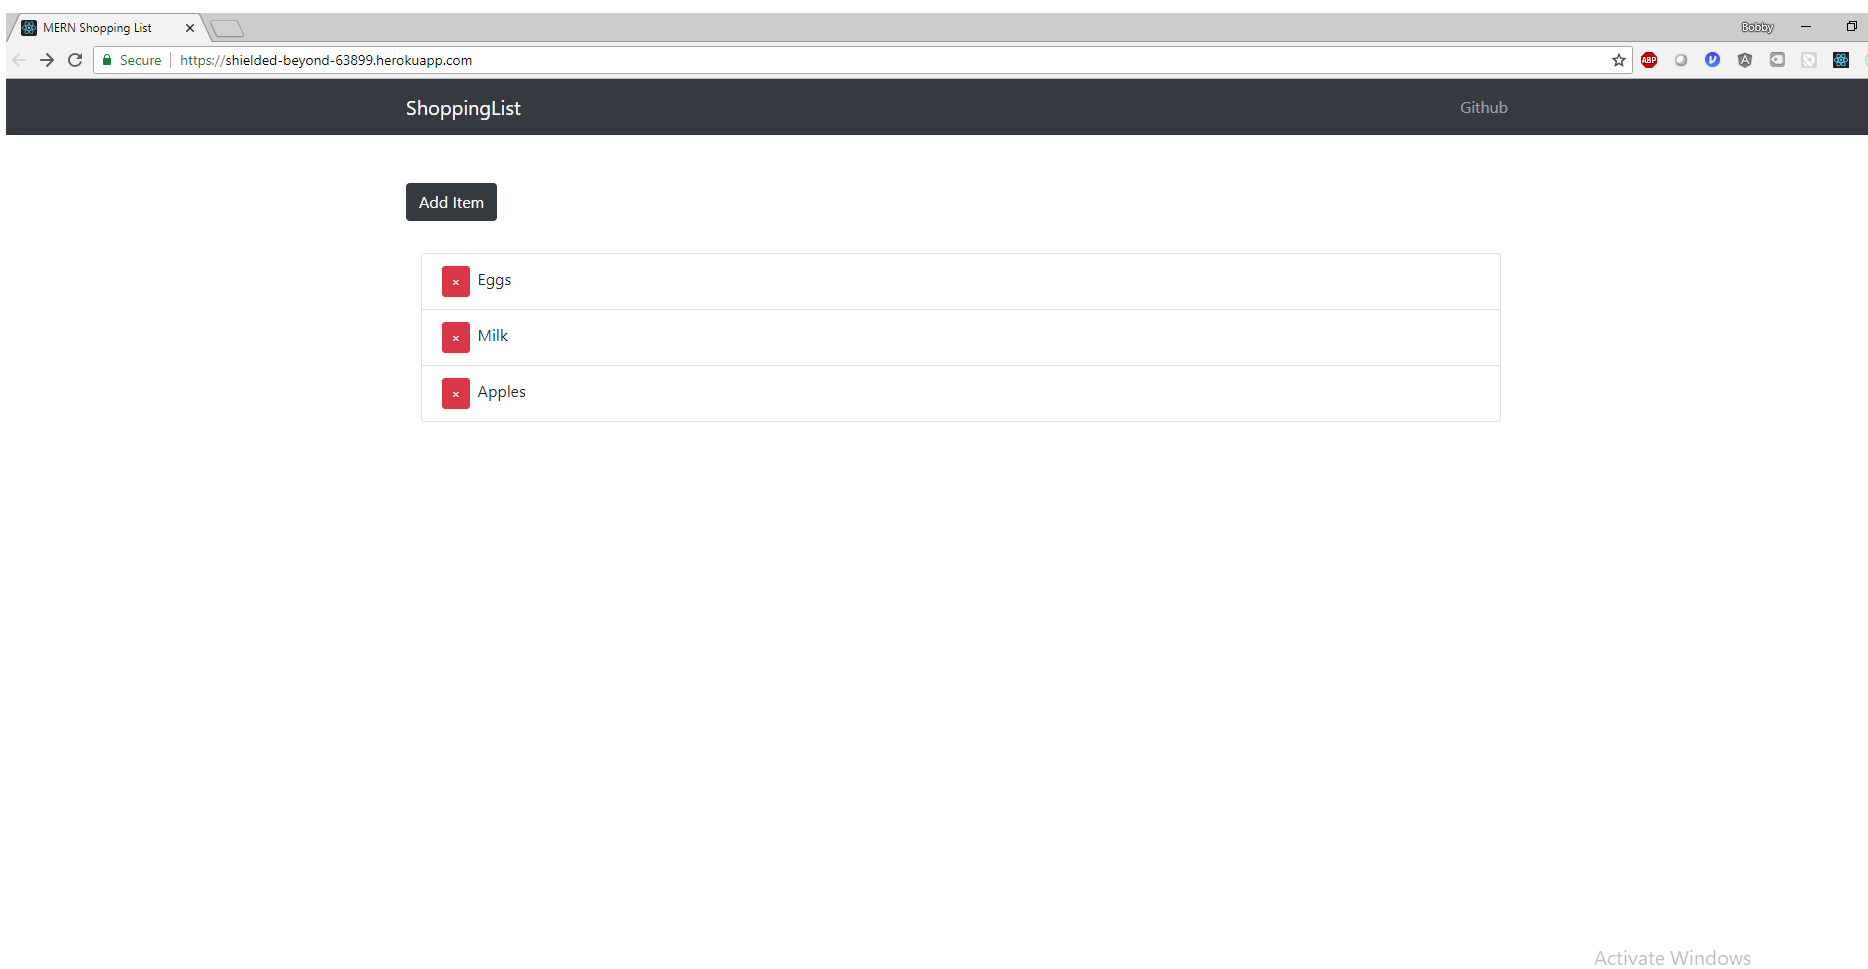 MERN Shopping List
Bobby
Secure https://shielded-beyond-63899.herokuapp.com
ABP
ShoppingList Github
Add Item
× Eggs
× Milk
× Apples
Activate Windows